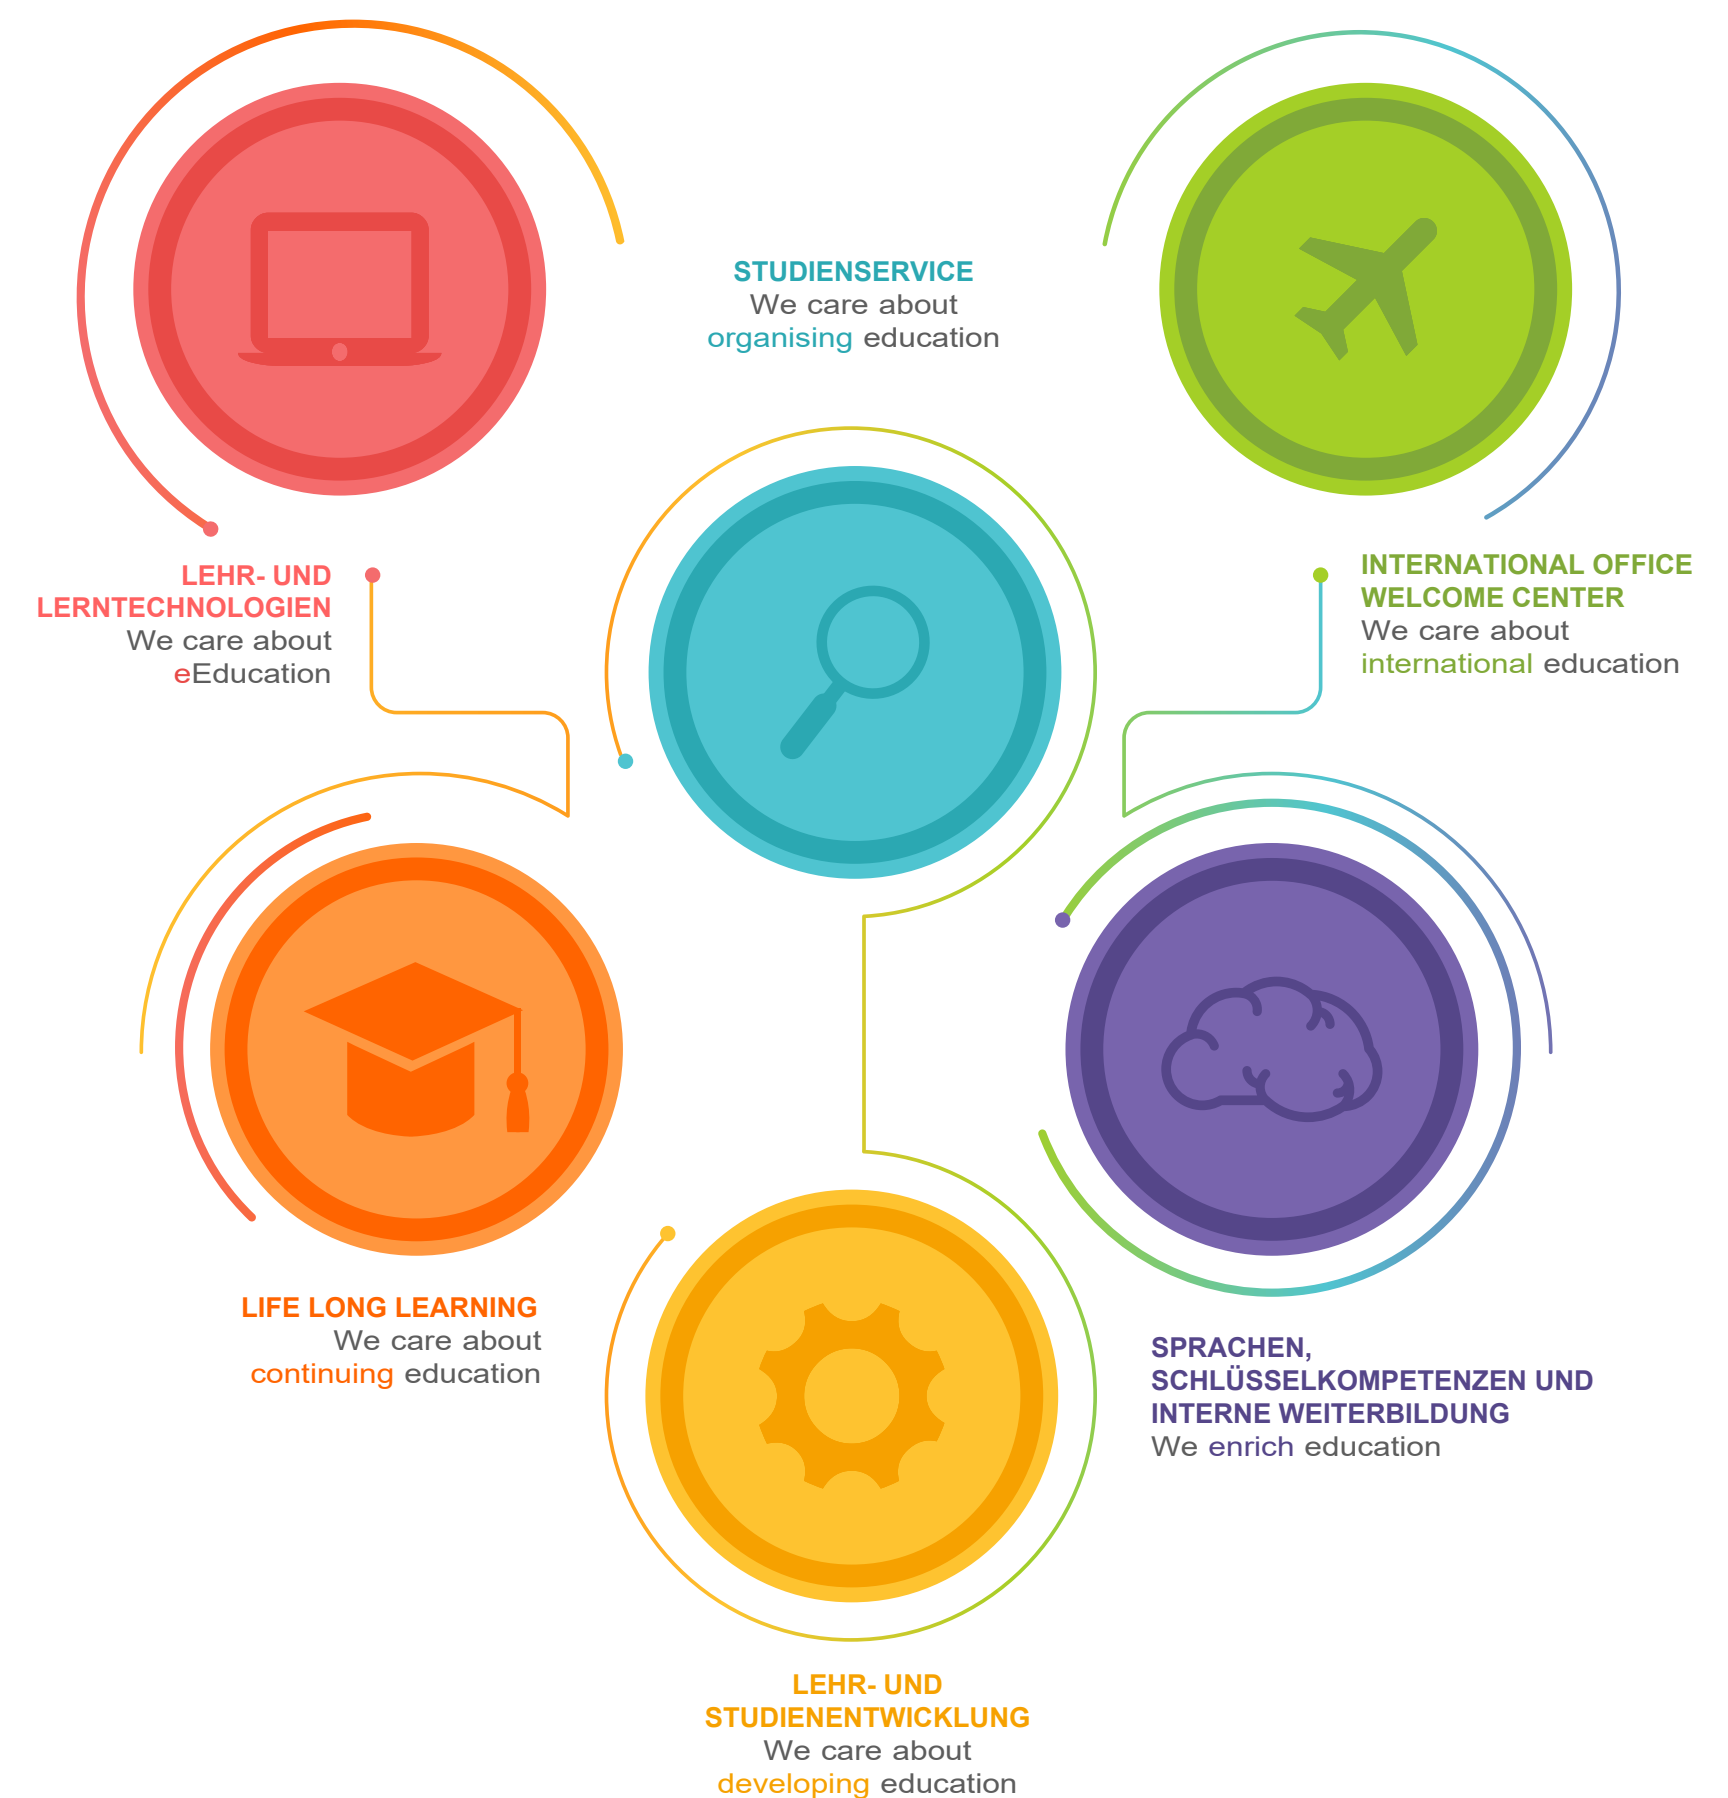 STUDIENSERVICE
We care about
organising education
LEHR- UND
LERNTECHNOLOGIEN
We care about
eEducation
INTERNATIONAL OFFICE
WELCOME CENTER
We care about
international education
LIFE LONG LEARNING
We care about
continuing education
SPRACHEN,
SCHLÜSSELKOMPETENZEN UND
INTERNE WEITERBILDUNG
We enrich education
LEHR- UND
STUDIENENTWICKLUNG
We care about
developing education